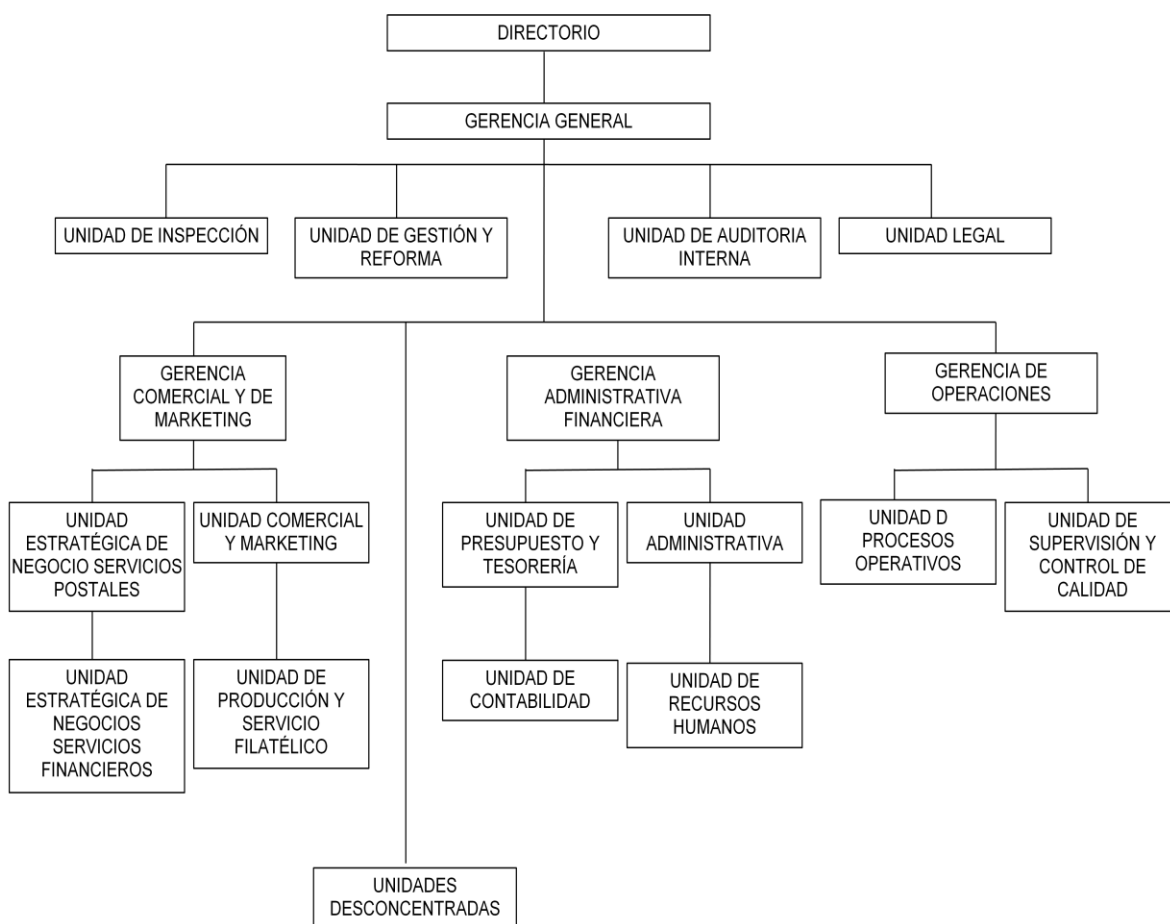 DIRECTORIO
GERENCIA GENERAL
UNIDAD DE INSPECCIÓN
UNIDAD DE GESTIÓN Y
REFORMA
UNIDAD DE AUDITORIA
INTERNA
UNIDAD LEGAL
GERENCIA
COMERCIAL Y DE
MARKETING
GERENCIA
ADMINISTRATIVA
FINANCIERA
GERENCIA DE
OPERACIONES
UNIDAD
ESTRATÉGICA DE
NEGOCIO SERVICIOS
POSTALES
UNIDAD COMERCIAL
Y MARKETING
UNIDAD DE
PRESUPUESTO Y
TESORERÍA
UNIDAD
ADMINISTRATIVA
UNIDAD D
PROCESOS
OPERATIVOS
UNIDAD DE
SUPERVISIÓN Y
CONTROL DE
CALIDAD
UNIDAD
ESTRATÉGICA DE
NEGOCIOS
SERVICIOS
FINANCIEROS
UNIDAD DE
PRODUCCIÓN Y
SERVICIO
FILATÉLICO
UNIDAD DE
CONTABILIDAD
UNIDAD DE
RECURSOS
HUMANOS
UNIDADES
DESCONCENTRADAS